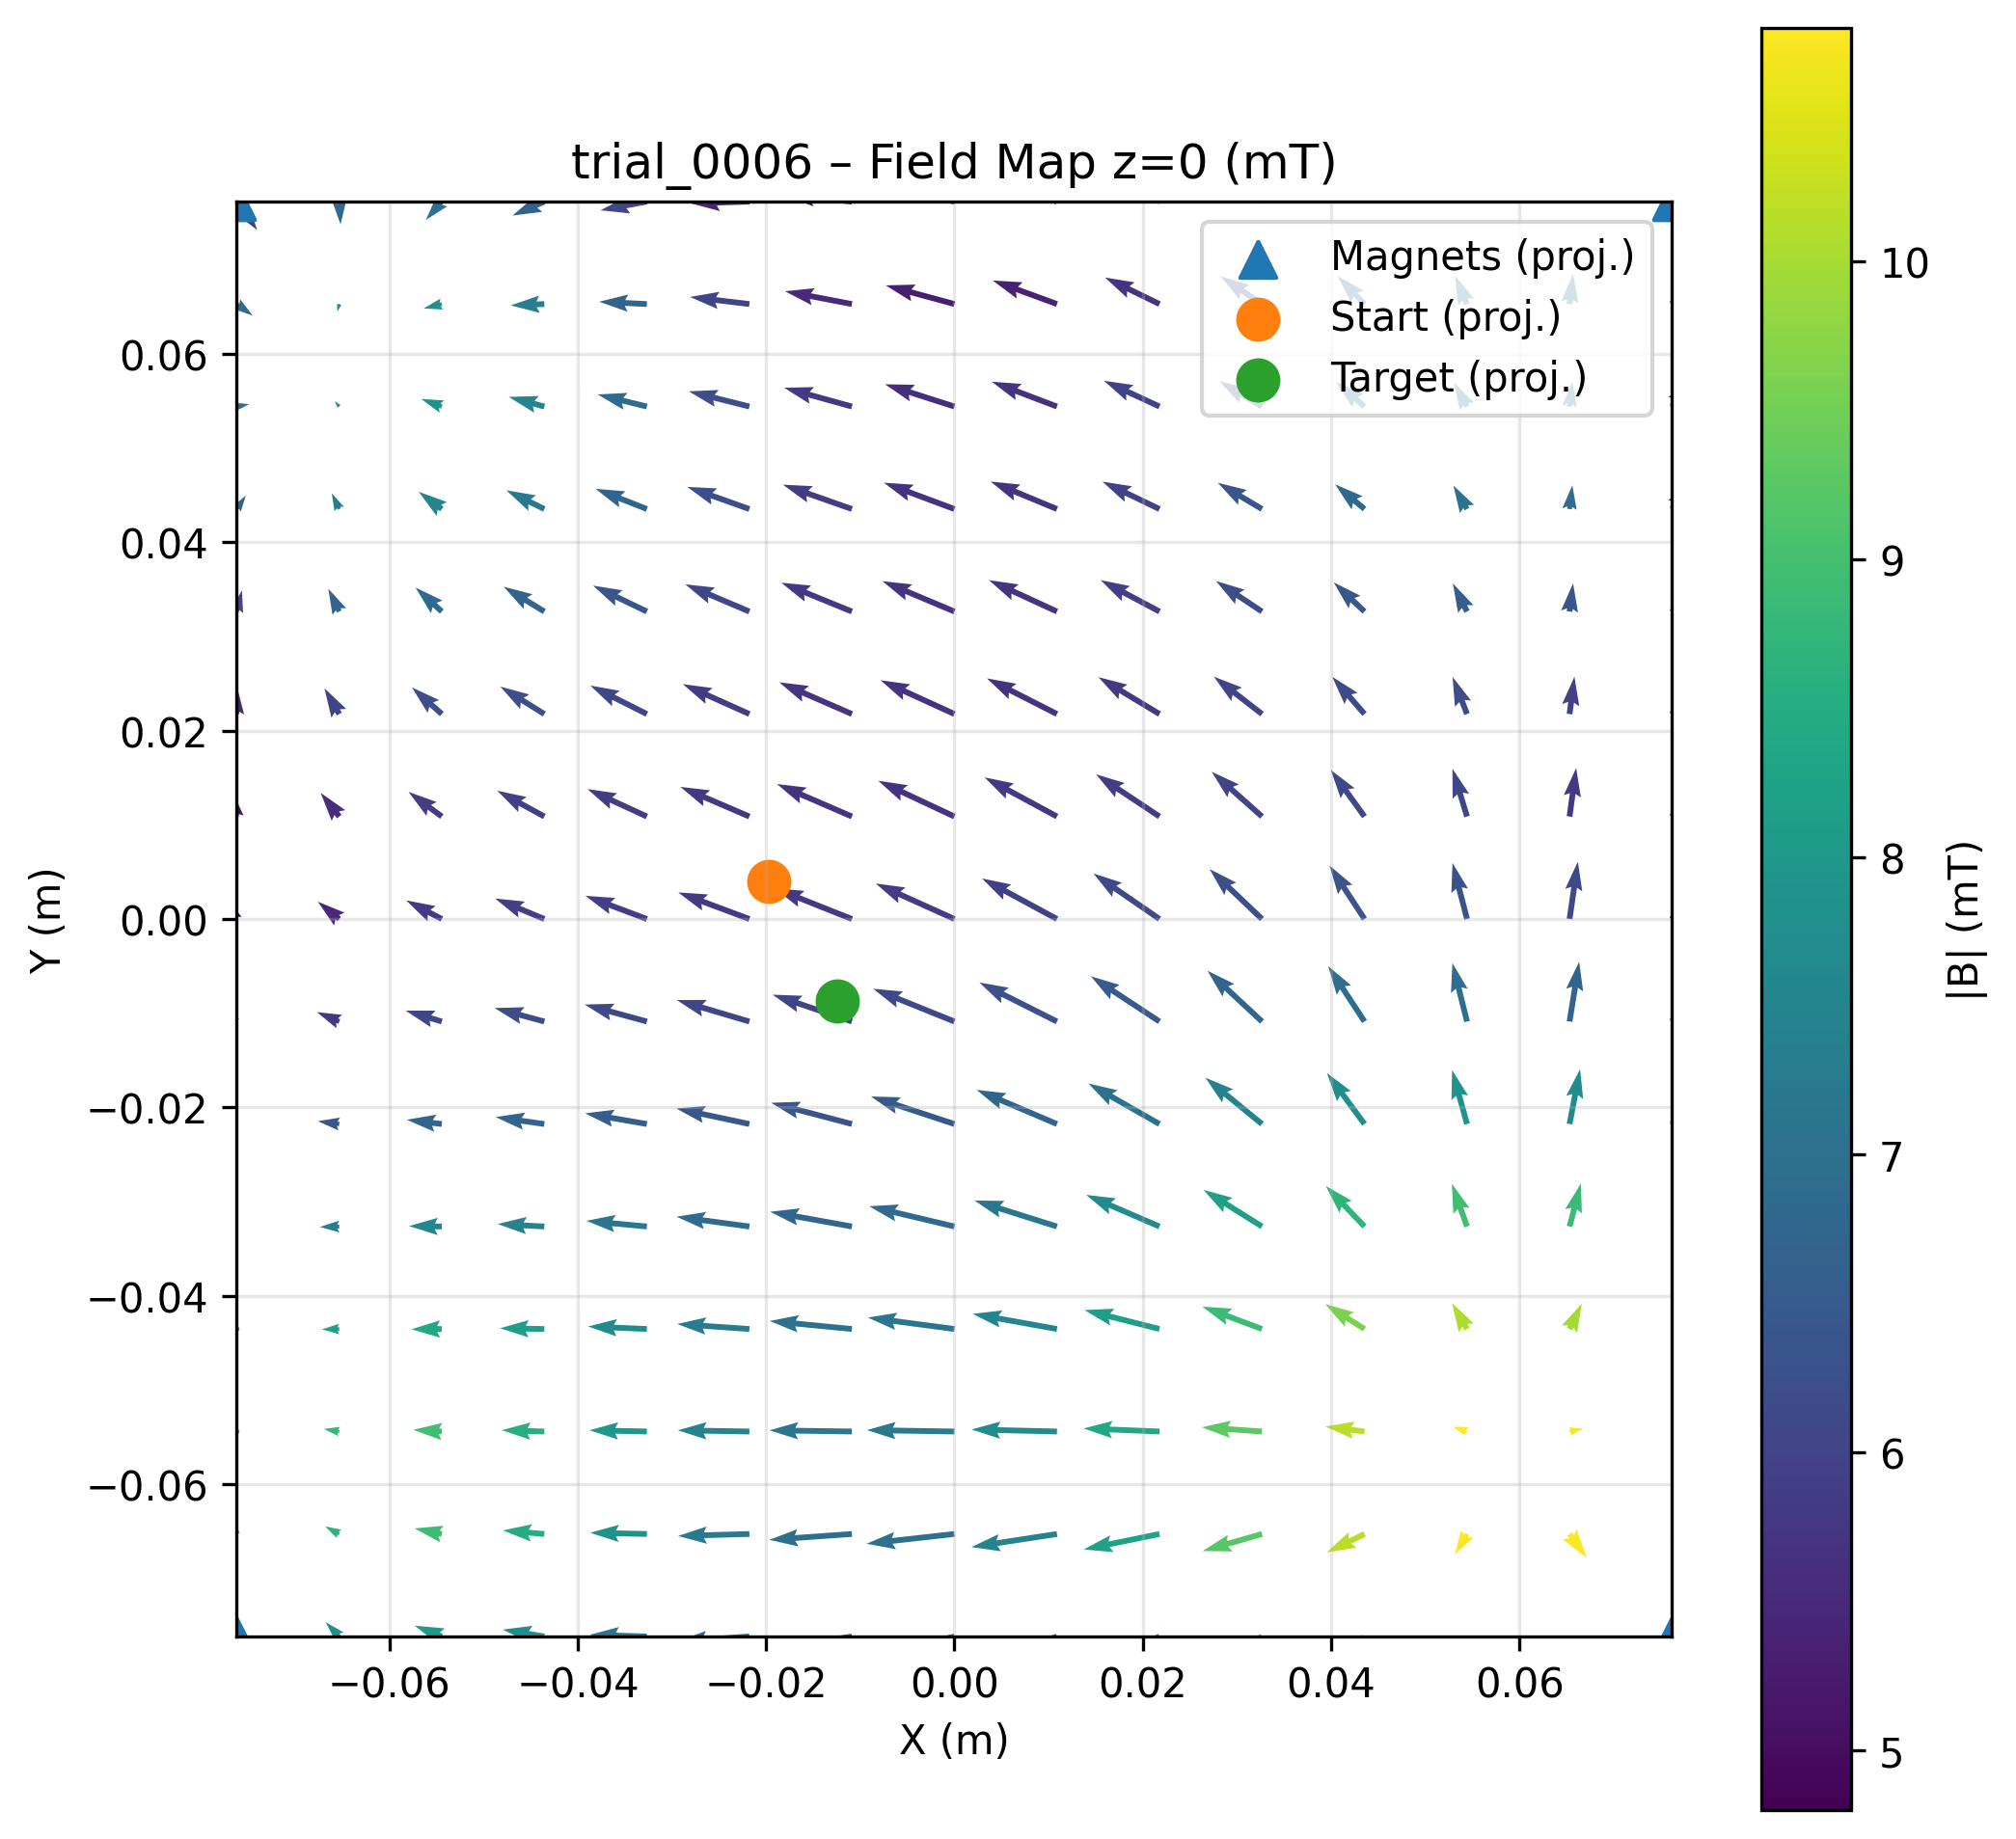 trial_0006 – Field Map z=0 (mT)
Magnets (proj.)
Start (proj.)
Target (proj.)
0.06
0.04
0.02
0.00
−0.02
−0.04
−0.06
Y (m)
−0.06
−0.04
−0.02
0.00
0.02
0.04
0.06
X (m)
10
9
8
7
6
5
|B| (mT)